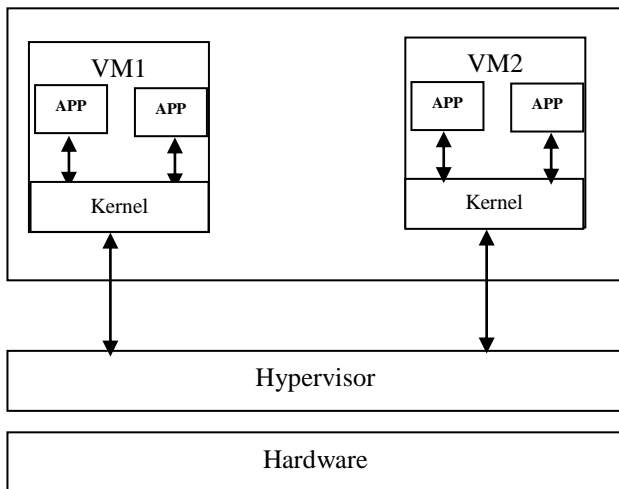 VM1
APP
APP
Kernel
VM2
APP
APP
Kernel
Hypervisor
Hardware